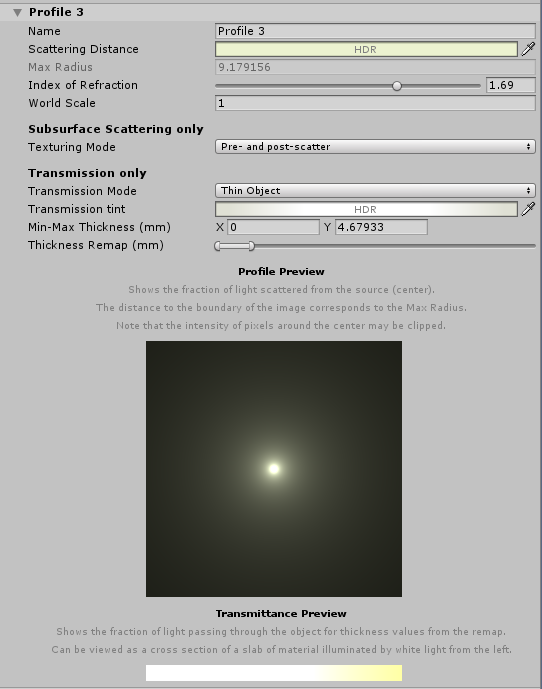 Profile 3
Name Profile 3
Scattering Distance HDR
Max Radius 9.179156
Index of Refraction 1.69
World Scale 1
Subsurface Scattering only
Texturing Mode Pre- and post-scatter
Transmission only
Transmission Mode Thin Object
Transmission tint HDR
Min-Max Thickness (mm) X 0 Y 4.67933
Thickness Remap (mm)
Profile Preview
Shows the fraction of light scattered from the source (center).
The distance to the boundary of the image corresponds to the Max Radius.
Note that the intensity of pixels around the center may be clipped.
Transmittance Preview
Shows the fraction of light passing through the object for thickness values from the remap.
Can be viewed as a cross section of a slab of material illuminated by white light from the left.